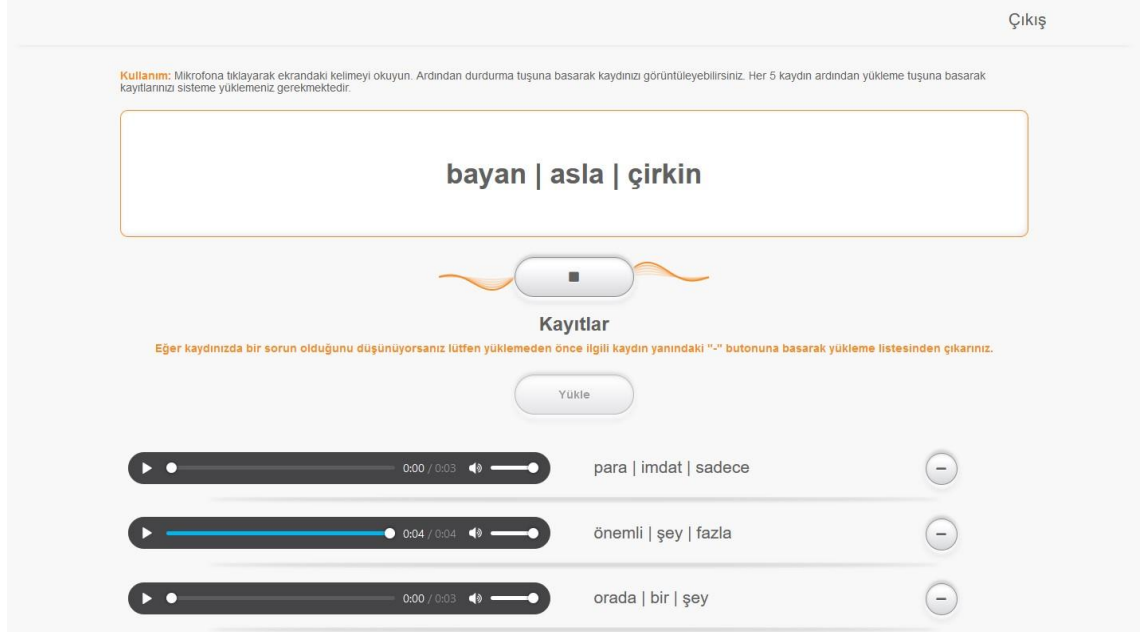 Çıkış
Kullanım: Mikrofona tıklayarak ekrandaki kelimeyi okuyun. Ardından durdurma tuşuna basarak kaydınızı görüntüleyebilirsiniz. Her 5 kaydın ardından yükleme tuşuna basarak
kayıtlarınızı sisteme yüklemeniz gerekmektedir.
bayan | asla | çirkin
Kayıtlar
Eğer kaydınızda bir sorun olduğunu düşünüyorsanız lütfen yüklemeden önce ilgili kaydın yanındaki "-" butonuna basarak yükleme listesinden çıkarınız.
Yükle
0:00 / 0:03 para | imdat | sadece
0:04 / 0:04 önemli | şey | fazla
0:00 / 0:03 orada | bir | şey